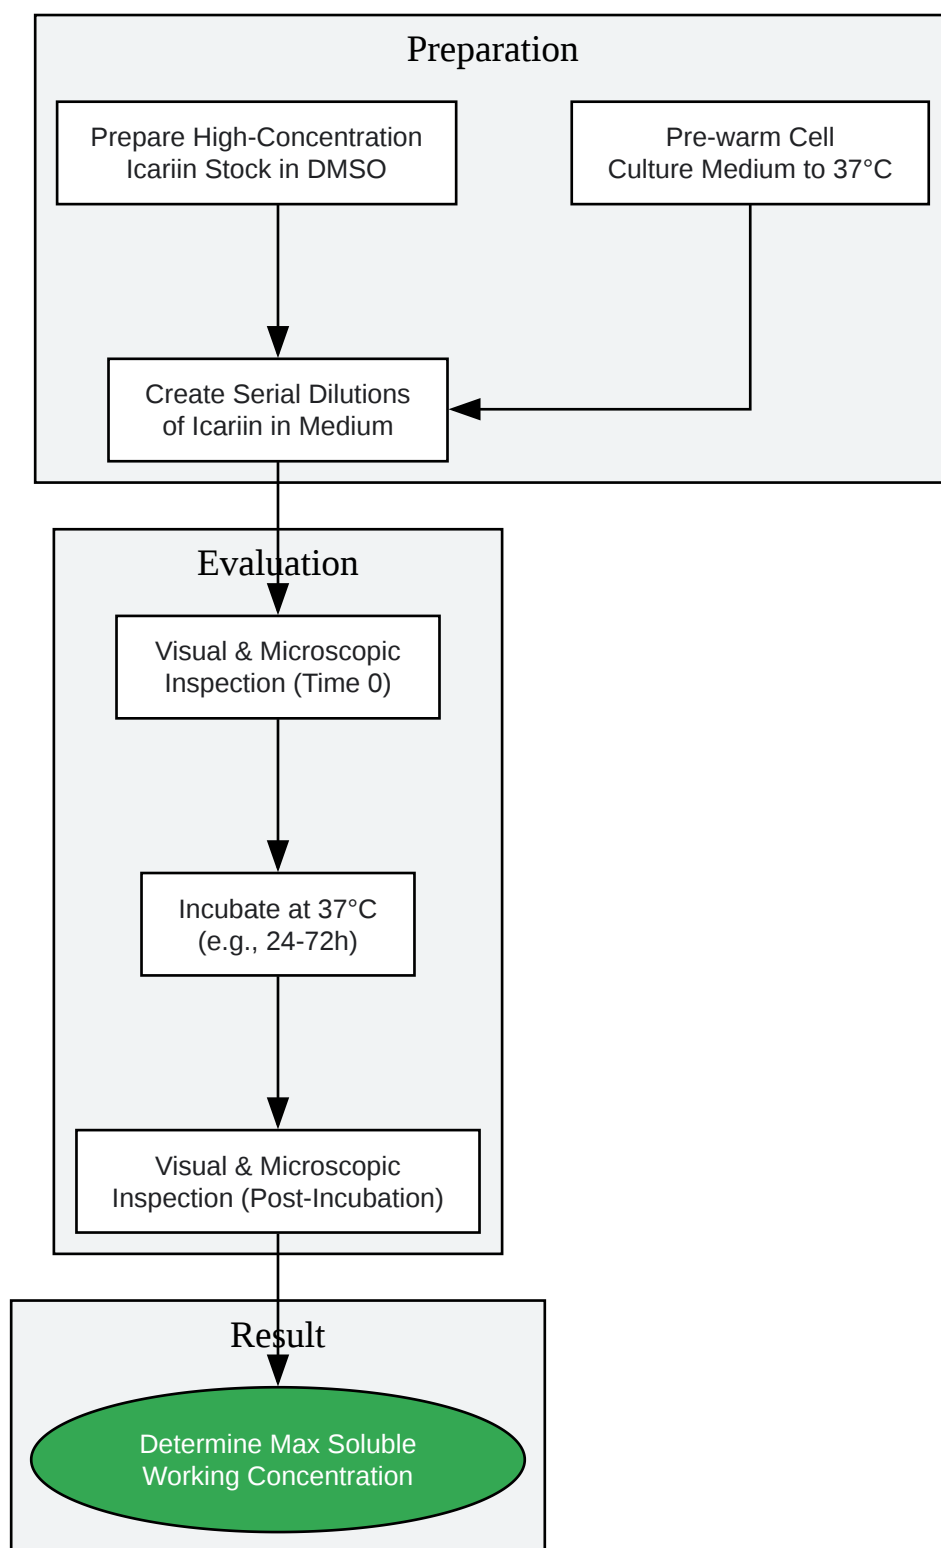 Preparation
Prepare High-Concentration
Icariin Stock in DMSO
Pre-warm Cell
Culture Medium to 37°C
Create Serial Dilutions
of Icariin in Medium
Evaluation
Visual & Microscopic
Inspection (Time 0)
Incubate at 37°C
(e.g., 24-72h)
Visual & Microscopic
Inspection (Post-Incubation)
Result
Determine Max Soluble
Working Concentration